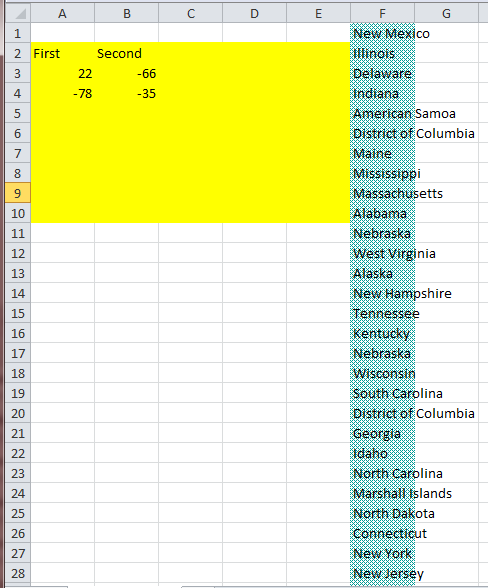 A B C D E F G
1 New Mexico
2 First Second Illinois
3 22 -66 Delaware
4 -78 -35 Indiana
5 American Samoa
6 District of Columbia
7 Maine
8 Mississippi
9 Massachusetts
10 Alabama
11 Nebraska
12 West Virginia
13 Alaska
14 New Hampshire
15 Tennessee
16 Kentucky
17 Nebraska
18 Wisconsin
19 South Carolina
20 District of Columbia
21 Georgia
22 Idaho
23 North Carolina
24 Marshall Islands
25 North Dakota
26 Connecticut
27 New York
28 New Jersey